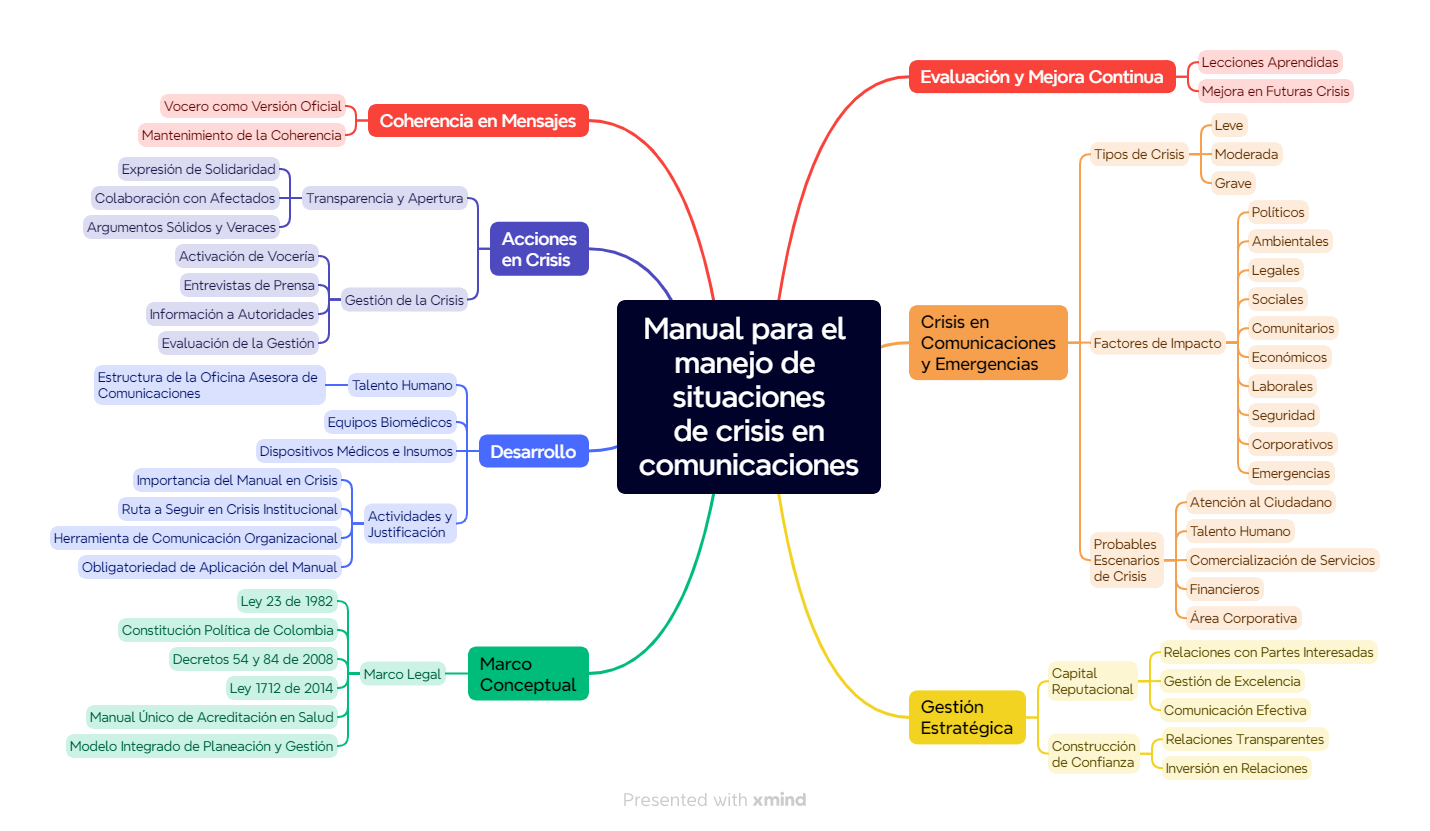 Manual para el
manejo de
situaciones
de crisis en
comunicaciones
Evaluación y Mejora Continua
Lecciones Aprendidas
Mejora en Futuras Crisis
Crisis en
Comunicaciones
y Emergencias
Tipos de Crisis
Leve
Moderada
Grave
Factores de Impacto
Políticos
Ambientales
Legales
Sociales
Comunitarios
Económicos
Laborales
Seguridad
Corporativos
Emergencias
Probables
Escenarios
de Crisis
Atención al Ciudadano
Talento Humano
Comercialización de Servicios
Financieros
Área Corporativa
Gestión
Estratégica
Capital
Reputacional
Relaciones con Partes Interesadas
Gestión de Excelencia
Comunicación Efectiva
Construcción
de Confianza
Relaciones Transparentes
Inversión en Relaciones
Coherencia en Mensajes
Vocero como Versión Oficial
Mantenimiento de la Coherencia
Acciones
en Crisis
Transparencia y Apertura
Expresión de Solidaridad
Colaboración con Afectados
Argumentos Sólidos y Veraces
Gestión de la Crisis
Activación de Vocería
Entrevistas de Prensa
Información a Autoridades
Evaluación de la Gestión
Desarrollo
Talento Humano
Estructura de la Oficina Asesora de
Comunicaciones
Equipos Biomédicos
Dispositivos Médicos e Insumos
Actividades y
Justificación
Importancia del Manual en Crisis
Ruta a Seguir en Crisis Institucional
Herramienta de Comunicación Organizacional
Obligatoriedad de Aplicación del Manual
Marco
Conceptual
Marco Legal
Ley 23 de 1982
Constitución Política de Colombia
Decretos 54 y 84 de 2008
Ley 1712 de 2014
Manual Único de Acreditación en Salud
Modelo Integrado de Planeación y Gestión
Presented with xmind